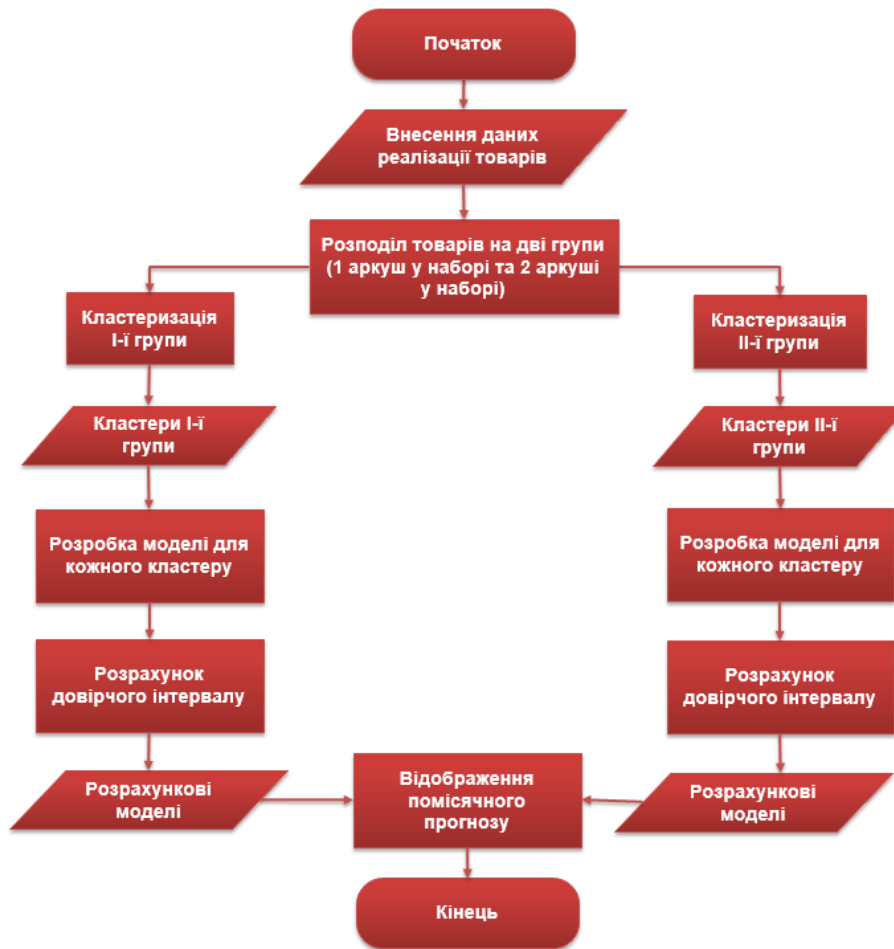 Початок
Внесення даних
реалізації товарів
Розподіл товарів на дві групи
(1 аркуш у наборі та 2 аркуші
у наборі)
Кластеризація
І-ї групи
Кластери І-ї
групи
Розробка моделі для
кожного кластеру
Розрахунок
довірчого інтервалу
Розрахункові
моделі
Кластеризація
ІІ-ї групи
Кластери ІІ-ї
групи
Розробка моделі для
кожного кластеру
Розрахунок
довірчого інтервалу
Розрахункові
моделі
Відображення
помісячного
прогнозу
Кінець